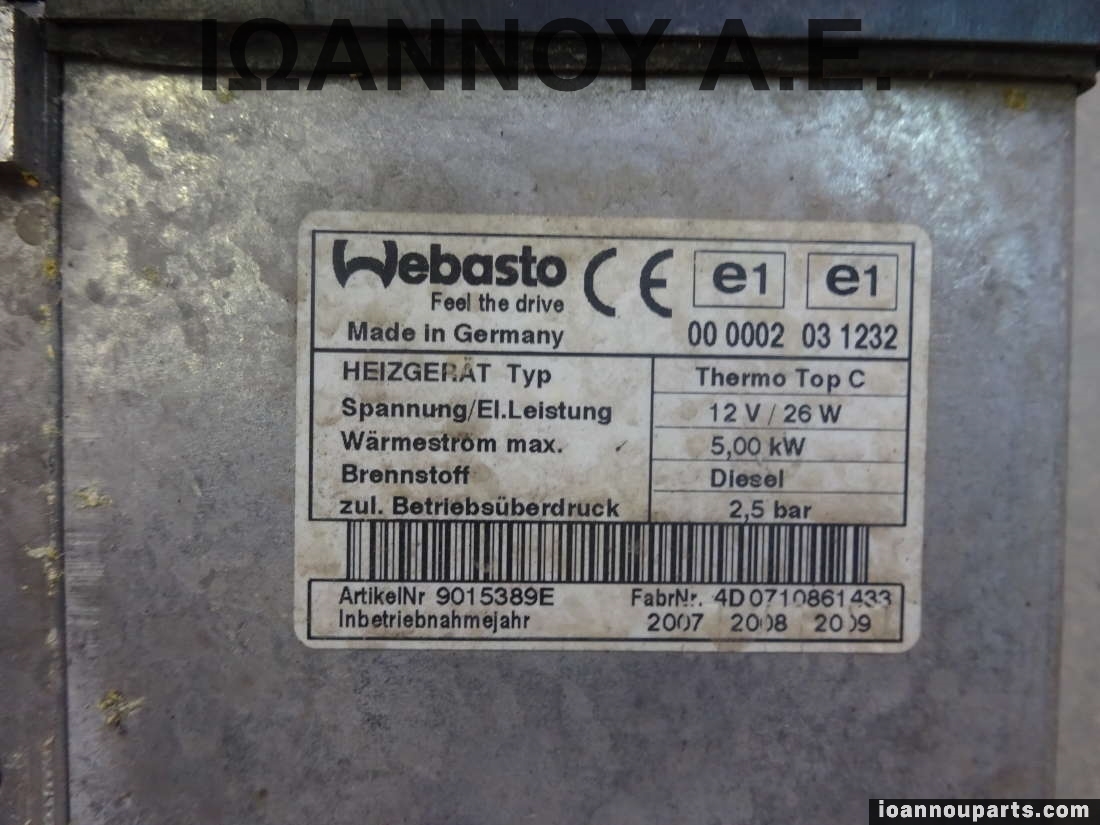 ΙΩΑΝΝΟΥ Α.Ε.
Webasto
Feel the drive
Made in Germany
CE
e1 e1
00 0002 03 1232
HEIZGERÄT Typ Thermo Top C
Spannung/El.Leistung 12 V / 26 W
Wärmestrom max. 5,00 kW
Brennstoff Diesel
zul. Betriebsüberdruck 2,5 bar
ArtikelNr 9015389E FabrNr. 4D0710861433
Inbetriebnahmejahr 2007 2008 2009
ioannouparts.com